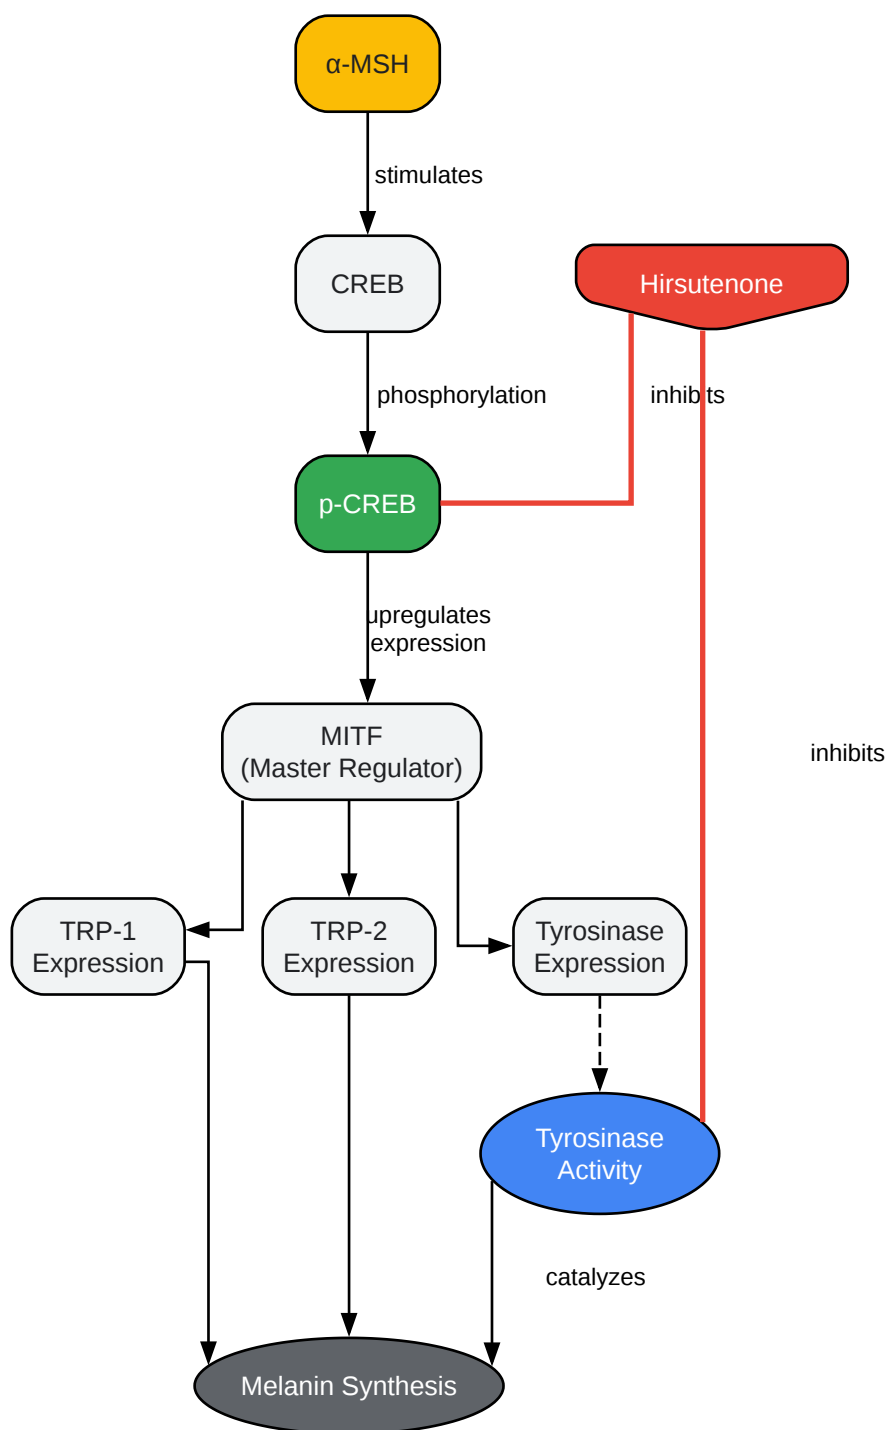 α-MSH
stimulates
CREB
Hirsutenone
phosphorylation
inhibits
p-CREB
upregulates
expression
MITF
(Master Regulator)
inhibits
TRP-1
Expression
TRP-2
Expression
Tyrosinase
Expression
Tyrosinase
Activity
catalyzes
Melanin Synthesis